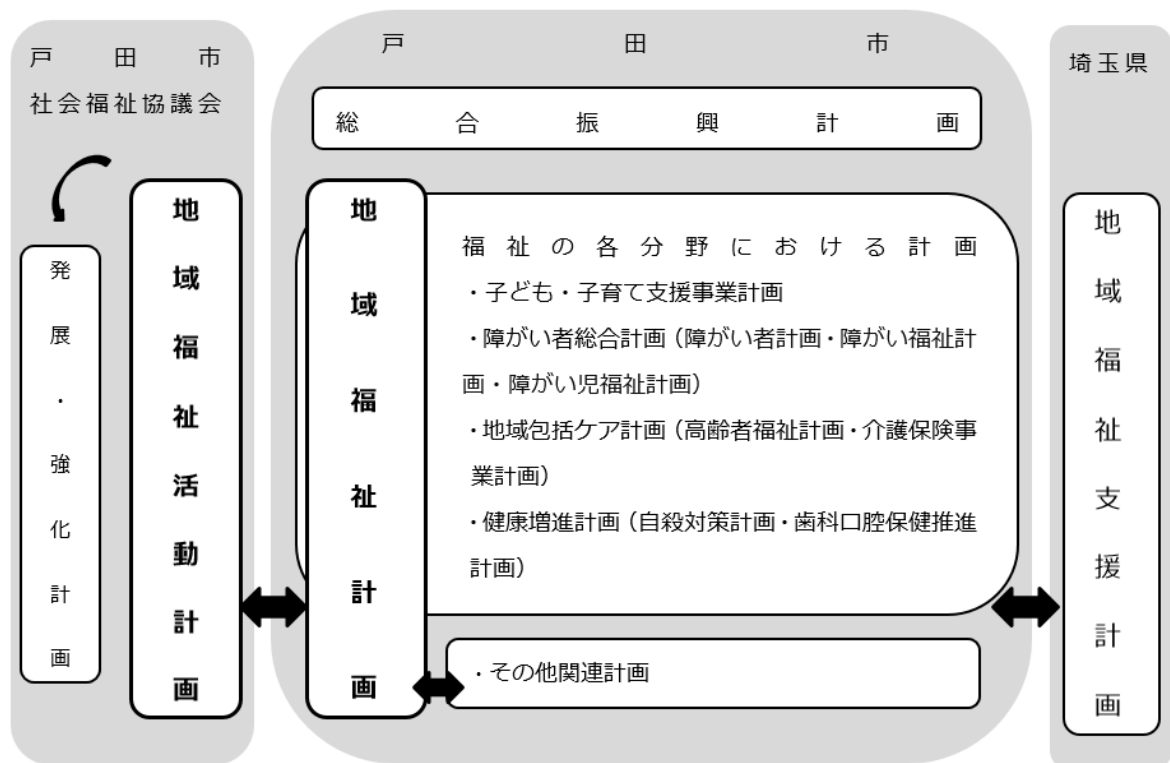 戸田市
社会福祉協議会
発展・強化計画
地域福祉活動計画
戸田市
総合振興計画
地域福祉計画
福祉の各分野における計画
・子ども・子育て支援事業計画
・障がい者総合計画（障がい者計画・障がい福祉計
画・障がい児福祉計画）
・地域包括ケア計画（高齢者福祉計画・介護保険事
業計画）
・健康増進計画（自殺対策計画・歯科口腔保健推進
計画）
・その他関連計画
埼玉県
地域福祉支援計画